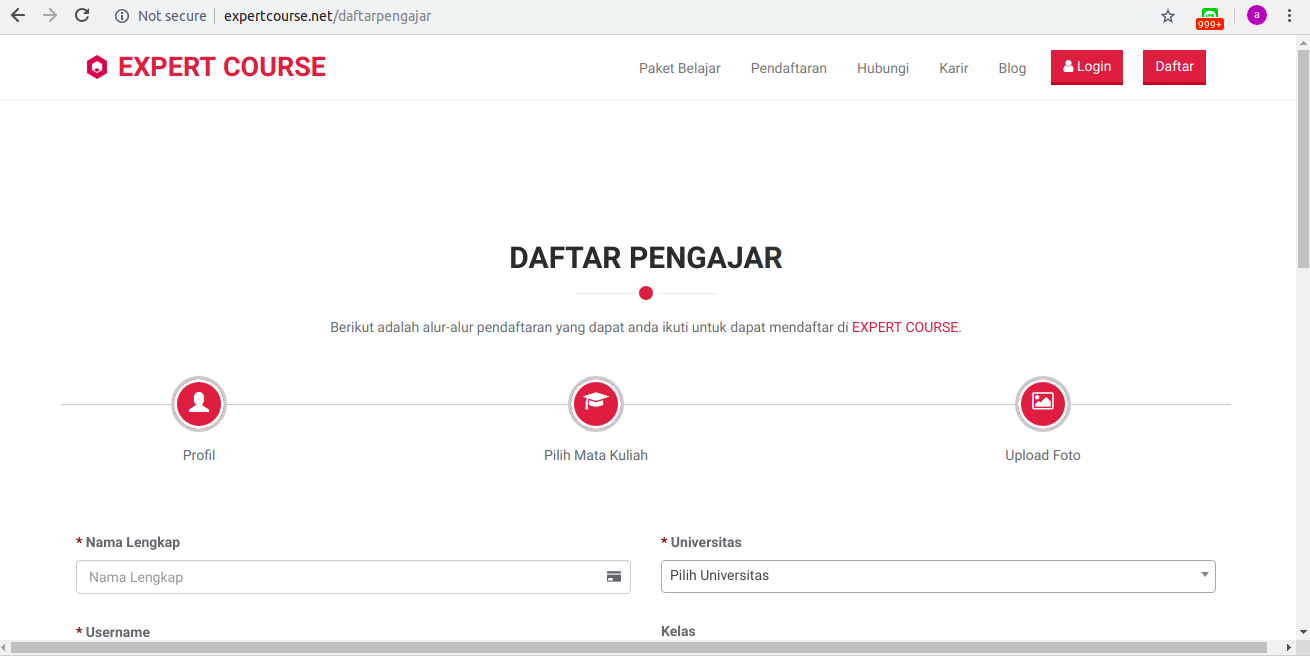 Not secure | expertcourse.net/daftarpengajar
999+
a
EXPERT COURSE
Paket Belajar Pendaftaran Hubungi Karir Blog Login Daftar
DAFTAR PENGAJAR
Berikut adalah alur-alur pendaftaran yang dapat anda ikuti untuk dapat mendaftar di EXPERT COURSE.
Profil Pilih Mata Kuliah Upload Foto
* Nama Lengkap
Nama Lengkap
* Universitas
Pilih Universitas
* Username
Kelas